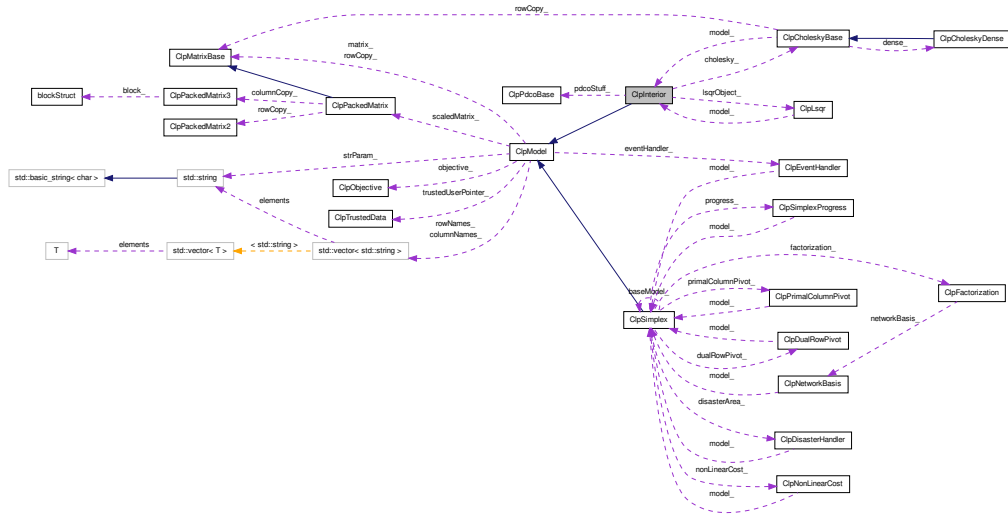 rowCopy_
ClpCholeskyBase
ClpCholeskyDense
model_
dense_
matrix_
rowCopy_
cholesky_
ClpMatrixBase
blockStruct
block_
ClpPackedMatrix3
columnCopy_
ClpPackedMatrix
ClpPdcoBase
pdcoStuff_
ClpInterior
lsqrObject_
ClpLsqr
model_
rowCopy_
ClpPackedMatrix2
scaledMatrix_
ClpModel
strParam_
eventHandler_
ClpEventHandler
std::basic_string< char >
std::string
objective_
ClpObjective
model_
trustedUserPointer_
ClpTrustedData
elements
progress_
ClpSimplexProgress
rowNames_
columnNames_
model_
T
elements
std::vector< T >
< std::string >
std::vector< std::string >
factorization_
ClpFactorization
baseModel_
primalColumnPivot_
ClpPrimalColumnPivot
model_
ClpSimplex
networkBasis_
model_
ClpDualRowPivot
dualRowPivot_
model_
ClpNetworkBasis
disasterArea_
ClpDisasterHandler
model_
nonLinearCost_
ClpNonLinearCost
model_